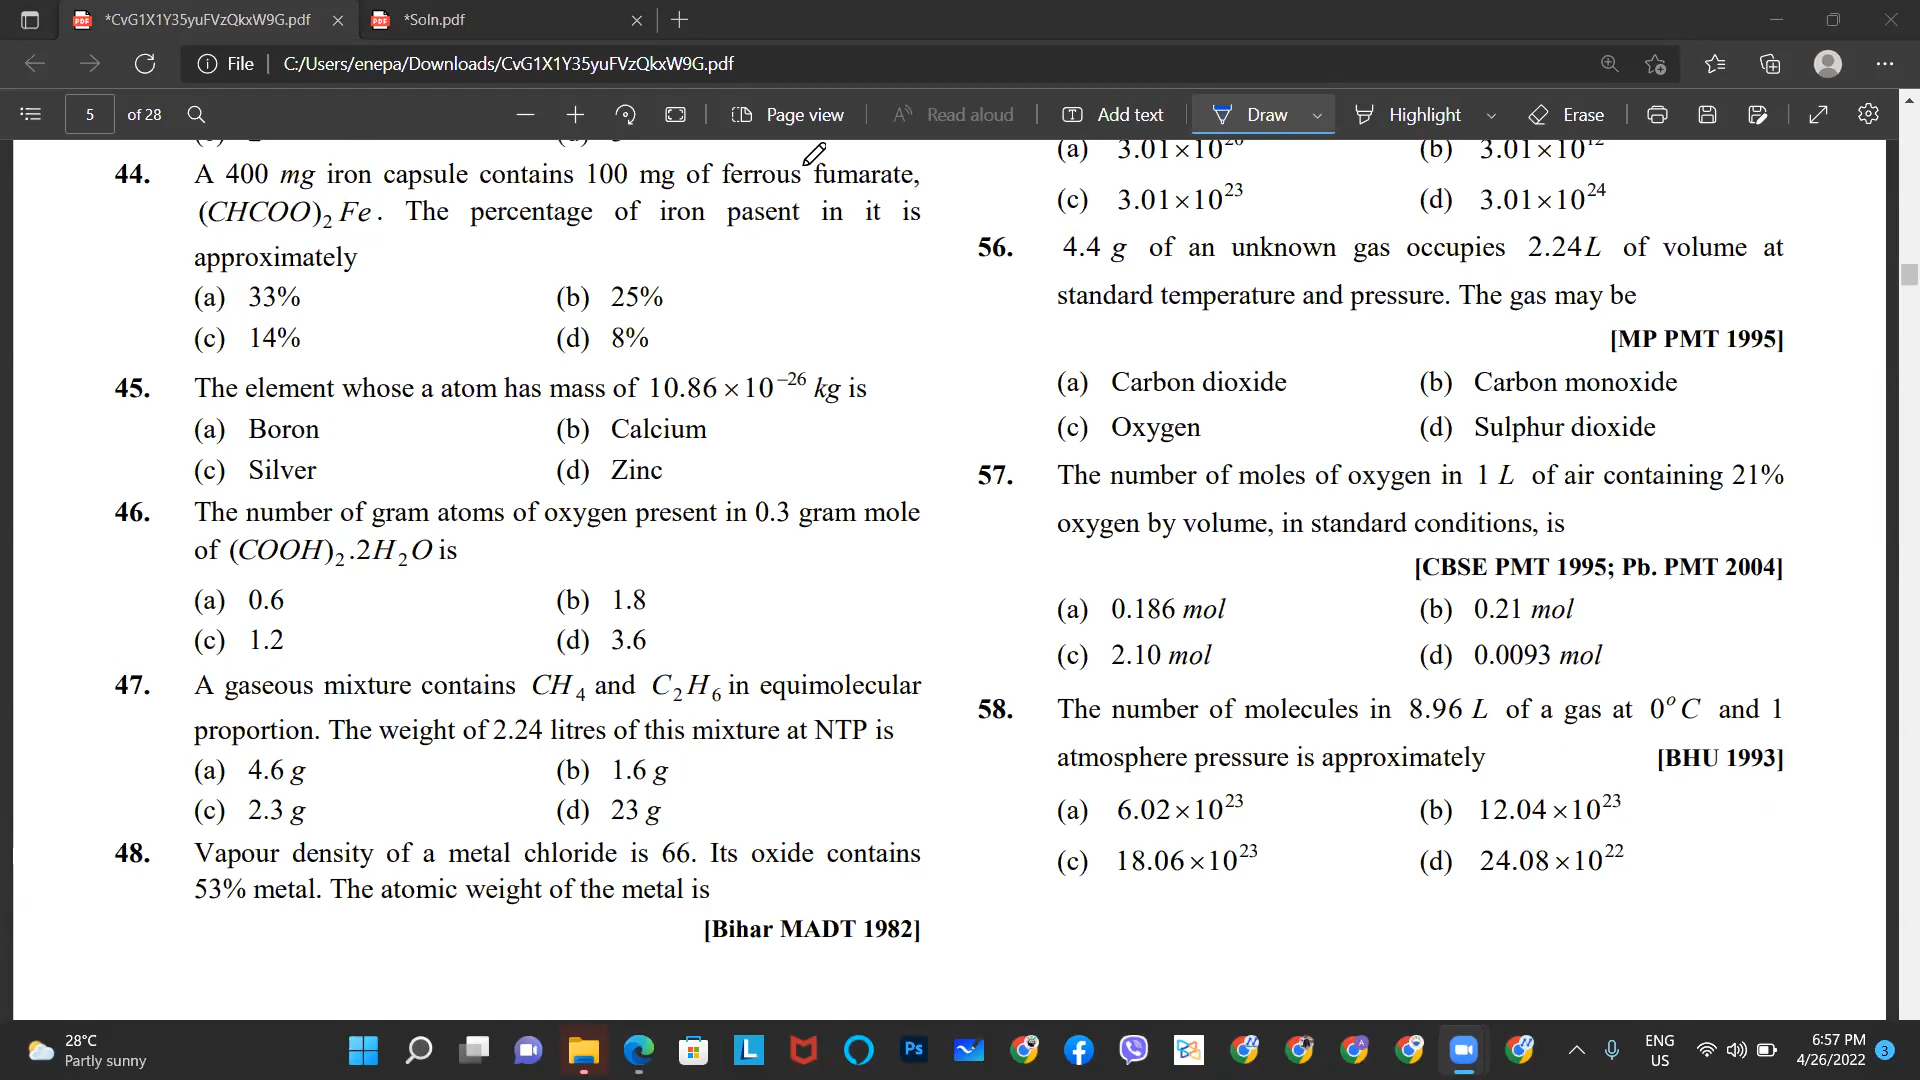 *CvG1X1Y35yuFVzQkxW9G.pdf
*Soln.pdf
File
C:/Users/enepa/Downloads/CvG1X1Y35yuFVzQkxW9G.pdf
5 of 28
Page view
Read aloud
Add text
Draw
Highlight
Erase
44. A 400 mg iron capsule contains 100 mg of ferrous fumarate,
(CHCOO)₂ Fe. The percentage of iron pasent in it is
approximately
(a) 33% (b) 25%
(c) 14% (d) 8%
45. The element whose a atom has mass of 10.86×10⁻²⁶ kg is
(a) Boron (b) Calcium
(c) Silver (d) Zinc
46. The number of gram atoms of oxygen present in 0.3 gram mole
of (COOH)₂.2H₂O is
(a) 0.6 (b) 1.8
(c) 1.2 (d) 3.6
47. A gaseous mixture contains CH₄ and C₂H₆ in equimolecular
proportion. The weight of 2.24 litres of this mixture at NTP is
(a) 4.6 g (b) 1.6 g
(c) 2.3 g (d) 23 g
48. Vapour density of a metal chloride is 66. Its oxide contains
53% metal. The atomic weight of the metal is
[Bihar MADT 1982]
(a) 3.01×10²⁰ (b) 3.01×10¹²
(c) 3.01×10²³ (d) 3.01×10²⁴
56. 4.4 g of an unknown gas occupies 2.24L of volume at
standard temperature and pressure. The gas may be
[MP PMT 1995]
(a) Carbon dioxide (b) Carbon monoxide
(c) Oxygen (d) Sulphur dioxide
57. The number of moles of oxygen in 1 L of air containing 21%
oxygen by volume, in standard conditions, is
[CBSE PMT 1995; Pb. PMT 2004]
(a) 0.186 mol (b) 0.21 mol
(c) 2.10 mol (d) 0.0093 mol
58. The number of molecules in 8.96 L of a gas at 0°C and 1
atmosphere pressure is approximately [BHU 1993]
(a) 6.02×10²³ (b) 12.04×10²³
(c) 18.06×10²³ (d) 24.08×10²²
28°C
Partly sunny
L
Ps
ENG
US
6:57 PM
4/26/2022
3